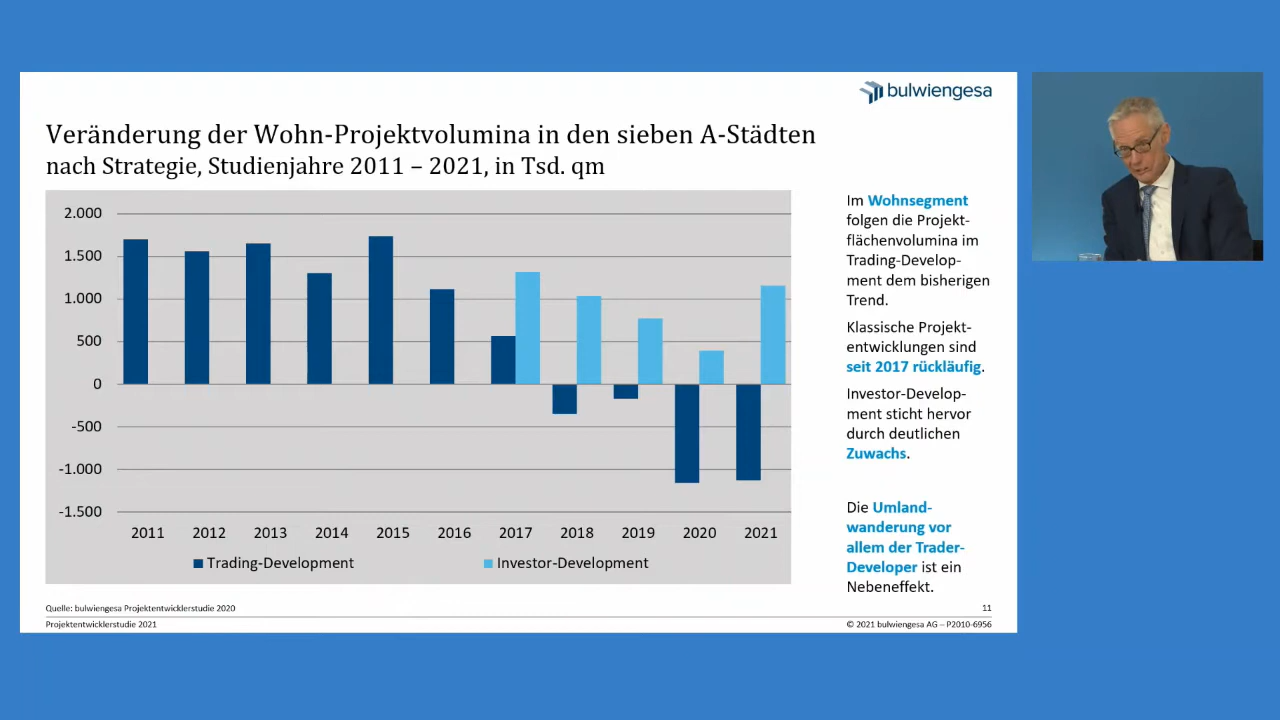 bulwiengesa
Veränderung der Wohn-Projektvolumina in den sieben A-Städten
nach Strategie, Studienjahre 2011 – 2021, in Tsd. qm
2.000
1.500
1.000
500
0
-500
-1.000
-1.500
2011 2012 2013 2014 2015 2016 2017 2018 2019 2020 2021
Trading-Development Investor-Development
Im Wohnsegment
folgen die Projekt-
flächenvolumina im
Trading-Develop-
ment dem bisherigen
Trend.
Klassische Projekt-
entwicklungen sind
seit 2017 rückläufig.
Investor-Develop-
ment sticht hervor
durch deutlichen
Zuwachs.
Die Umland-
wanderung vor
allem der Trader-
Developer ist ein
Nebeneffekt.
Quelle: bulwiengesa Projektentwicklerstudie 2020
11
Projektentwicklerstudie 2021
© 2021 bulwiengesa AG – P2010-6956